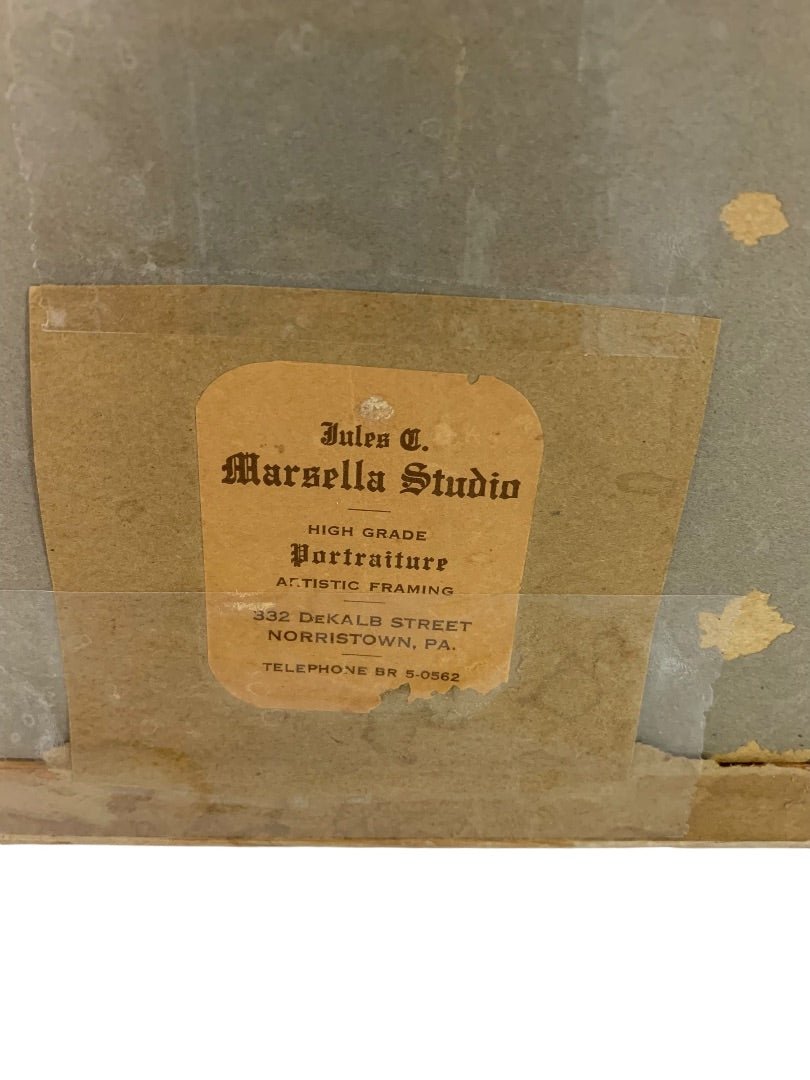 Jules C.
Marsella Studio
HIGH GRADE
Portraiture
ARTISTIC FRAMING
332 DeKALB STREET
NORRISTOWN, PA.
TELEPHONE BR 5-0562